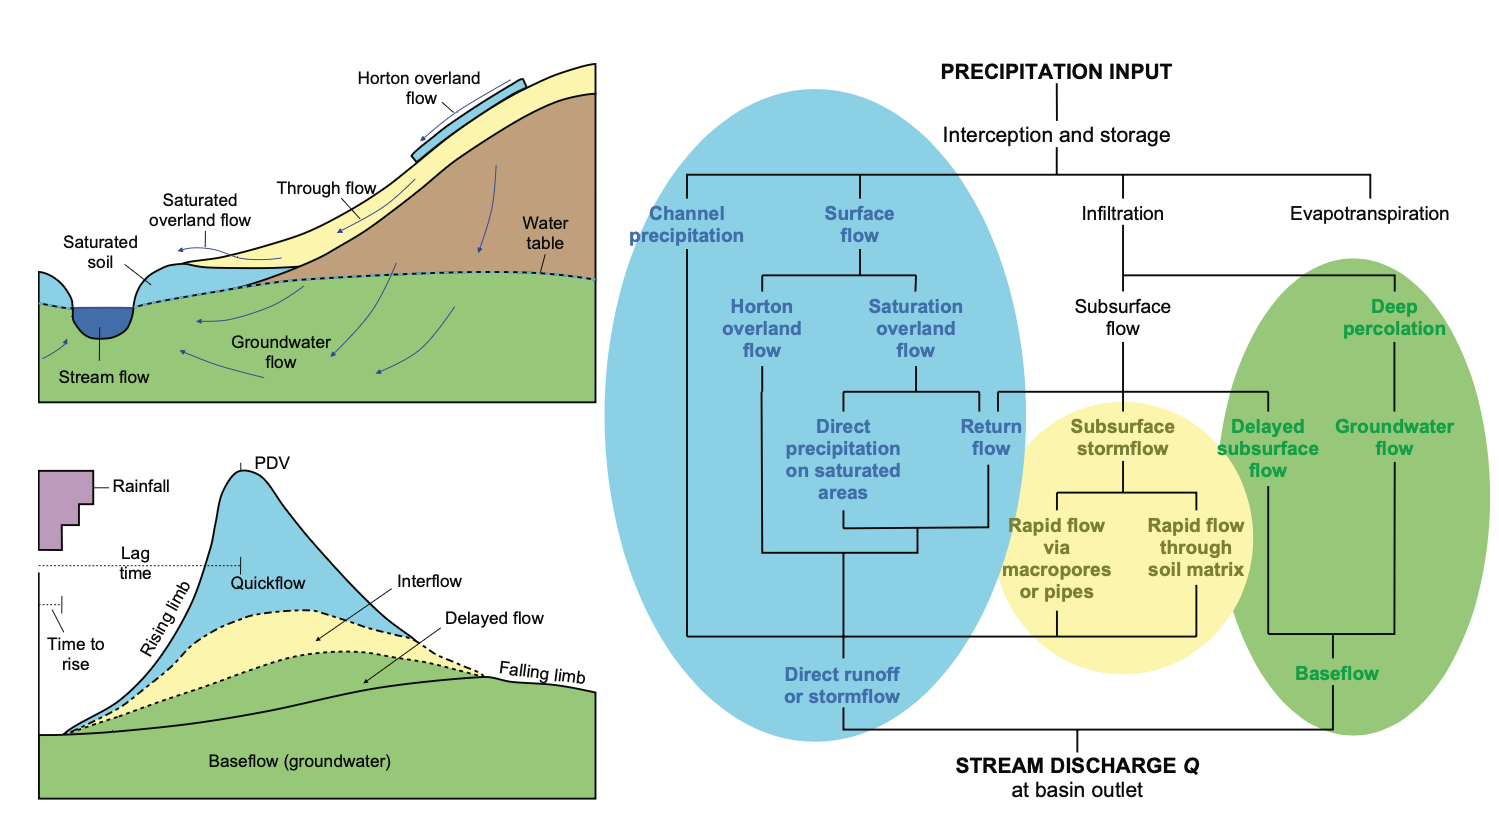 Horton overland
flow
Through flow
Saturated
overland flow
Saturated
soil
Water
table
Groundwater
flow
Stream flow
PDV
Rainfall
Lag
time
Quickflow
Rising limb
Time to
rise
Interflow
Delayed flow
Falling limb
Baseflow (groundwater)
PRECIPITATION INPUT
Interception and storage
Channel
precipitation
Surface
flow
Infiltration
Evapotranspiration
Horton
overland
flow
Saturation
overland
flow
Subsurface
flow
Deep
percolation
Direct
precipitation
on saturated
areas
Return
flow
Subsurface
stormflow
Delayed
subsurface
flow
Groundwater
flow
Rapid flow
via
macropores
or pipes
Rapid flow
through
soil matrix
Direct runoff
or stormflow
Baseflow
STREAM DISCHARGE Q
at basin outlet